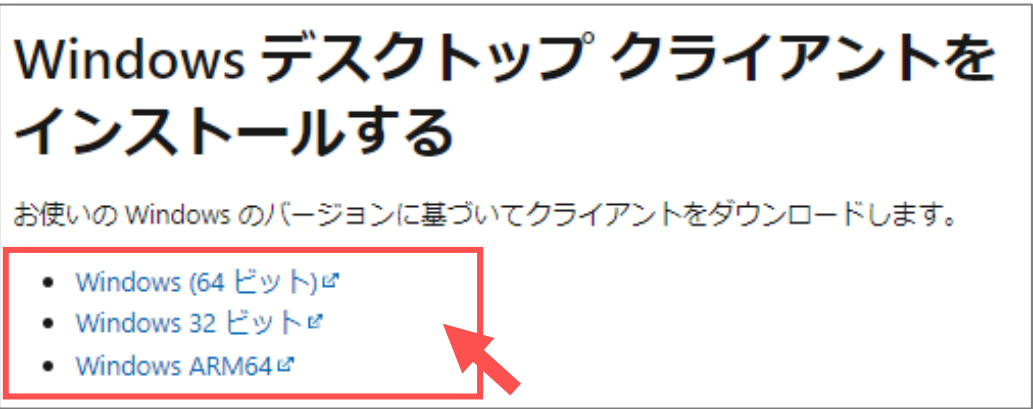 Windows デスクトップ クライアントを
インストールする
お使いの Windows のバージョンに基づいてクライアントをダウンロードします。
Windows (64 ビット)
Windows 32 ビット
Windows ARM64